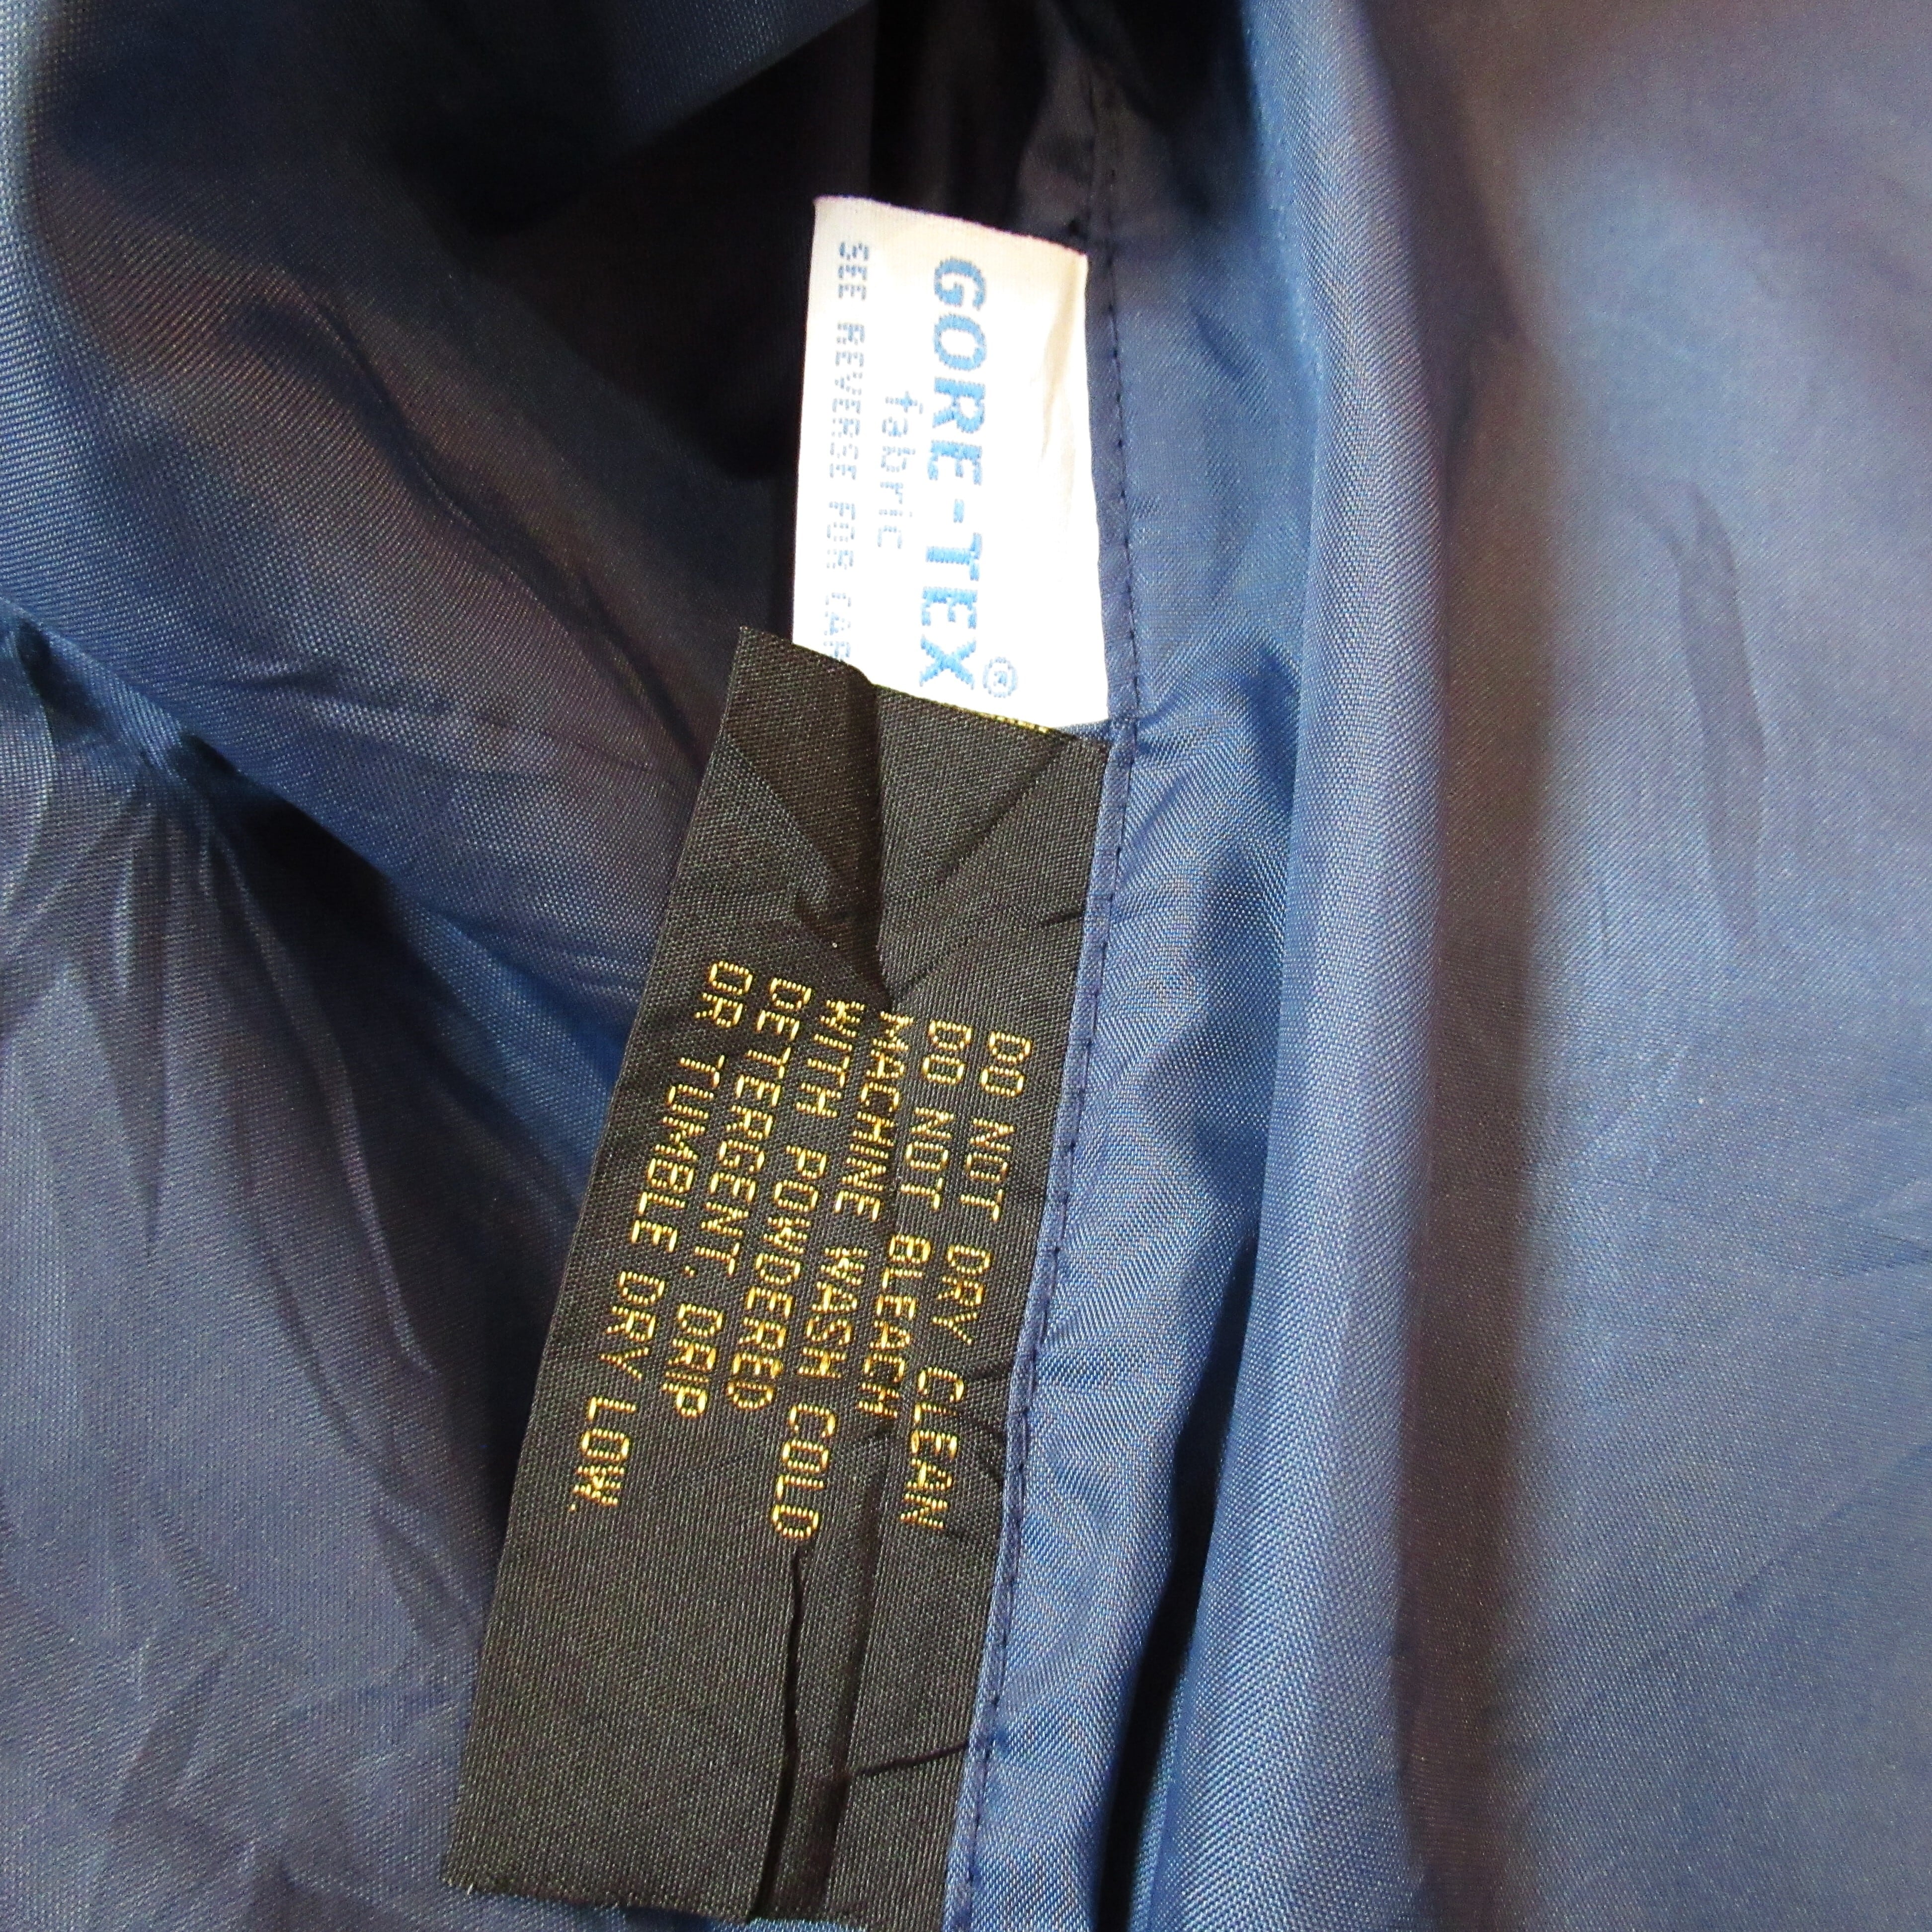 GORE-TEX®
fabric
SEE REVERSE FOR
DO NOT DRY CLEAN
DO NOT BLEACH
MACHINE WASH COLD
WITH POWDERED
DETERGENT. DRIP
OR TUMBLE DRY LOW.